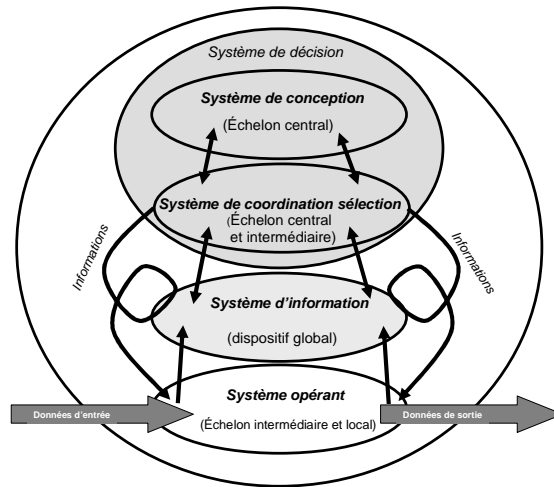 Système de décision
Système de conception
(Échelon central)
Système de coordination sélection
(Échelon central
et intermédiaire)
Informations
Informations
Système d'information
(dispositif global)
Système opérant
(Échelon intermédiaire et local)
Données d'entrée
Données de sortie